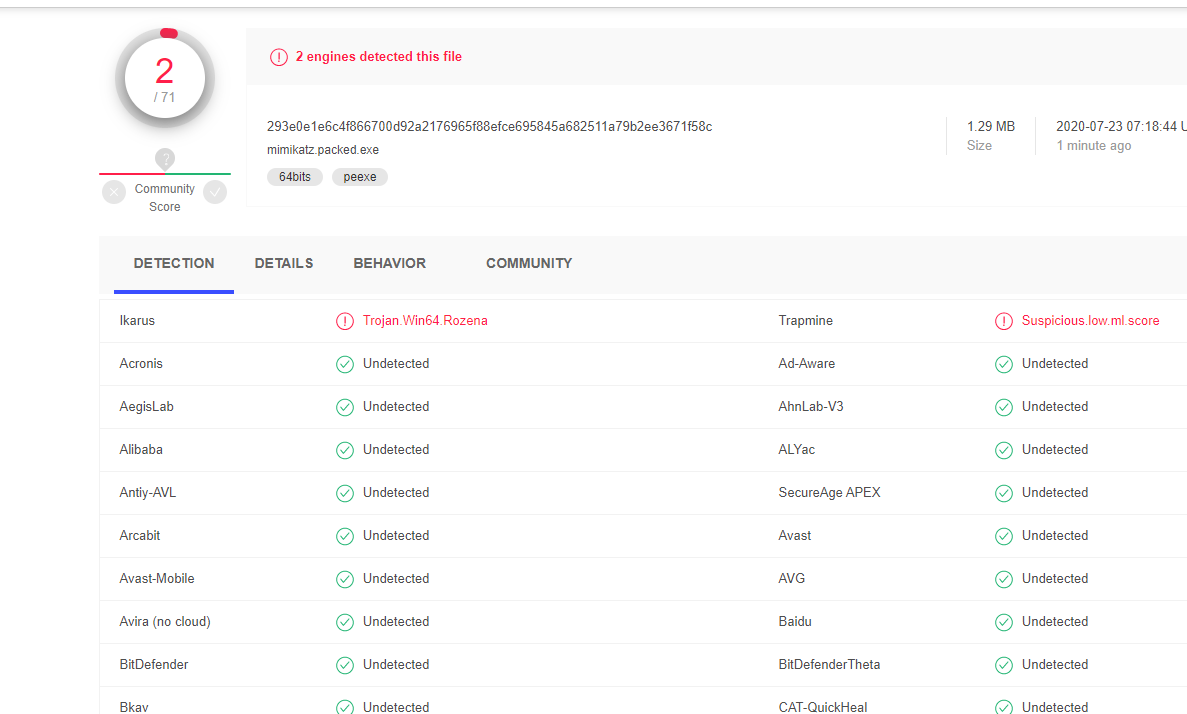 2
/ 71
2 engines detected this file
293e0e1e6c4f866700d92a2176965f88efce695845a682511a79b2ee3671f58c
mimikatz.packed.exe
64bits peexe
1.29 MB
Size
2020-07-23 07:18:44 U
1 minute ago
?
Community
Score
DETECTION DETAILS BEHAVIOR COMMUNITY
Ikarus Trojan.Win64.Rozena Trapmine Suspicious.low.ml.score
Acronis Undetected Ad-Aware Undetected
AegisLab Undetected AhnLab-V3 Undetected
Alibaba Undetected ALYac Undetected
Antiy-AVL Undetected SecureAge APEX Undetected
Arcabit Undetected Avast Undetected
Avast-Mobile Undetected AVG Undetected
Avira (no cloud) Undetected Baidu Undetected
BitDefender Undetected BitDefenderTheta Undetected
Bkav Undetected CAT-QuickHeal Undetected